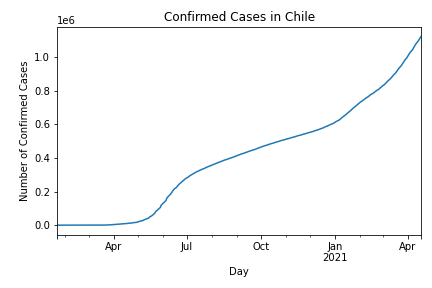 Confirmed Cases in Chile
1e6
Number of Confirmed Cases
1.0
0.8
0.6
0.4
0.2
0.0
Apr
Jul
Oct
Jan
2021
Apr
Day